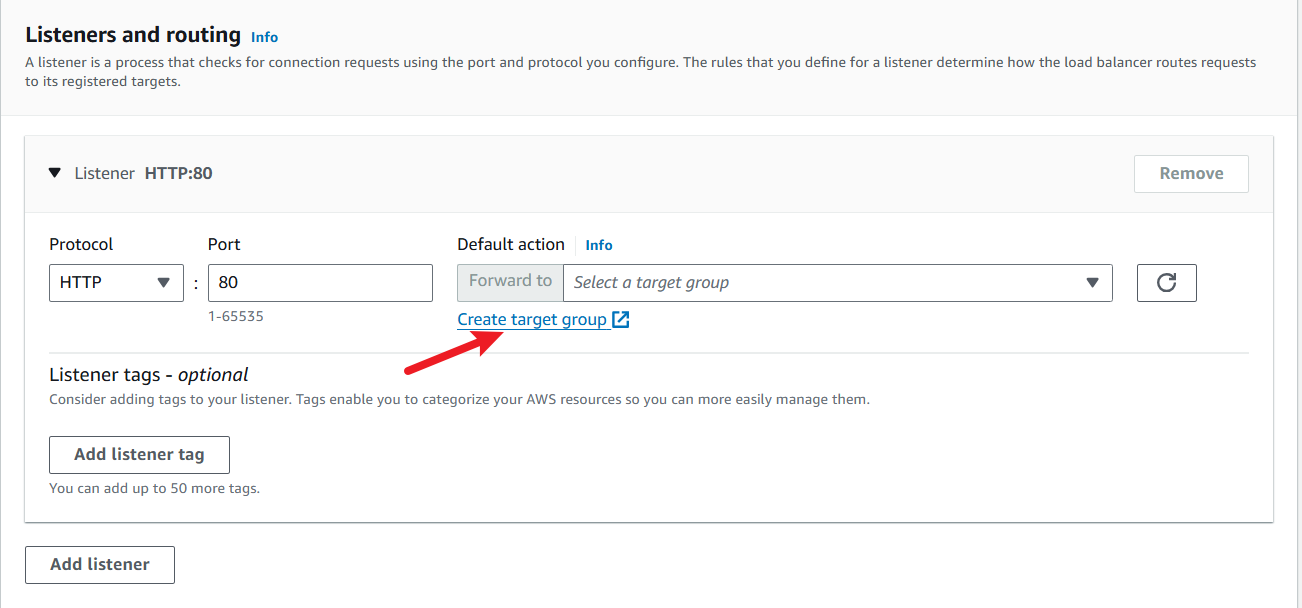 Listeners and routing Info
A listener is a process that checks for connection requests using the port and protocol you configure. The rules that you define for a listener determine how the load balancer routes requests
to its registered targets.
Listener HTTP:80
Remove
Protocol
Port
Default action
Info
HTTP
:
80
Forward to
Select a target group
1-65535
Create target group
Listener tags - optional
Consider adding tags to your listener. Tags enable you to categorize your AWS resources so you can more easily manage them.
Add listener tag
You can add up to 50 more tags.
Add listener